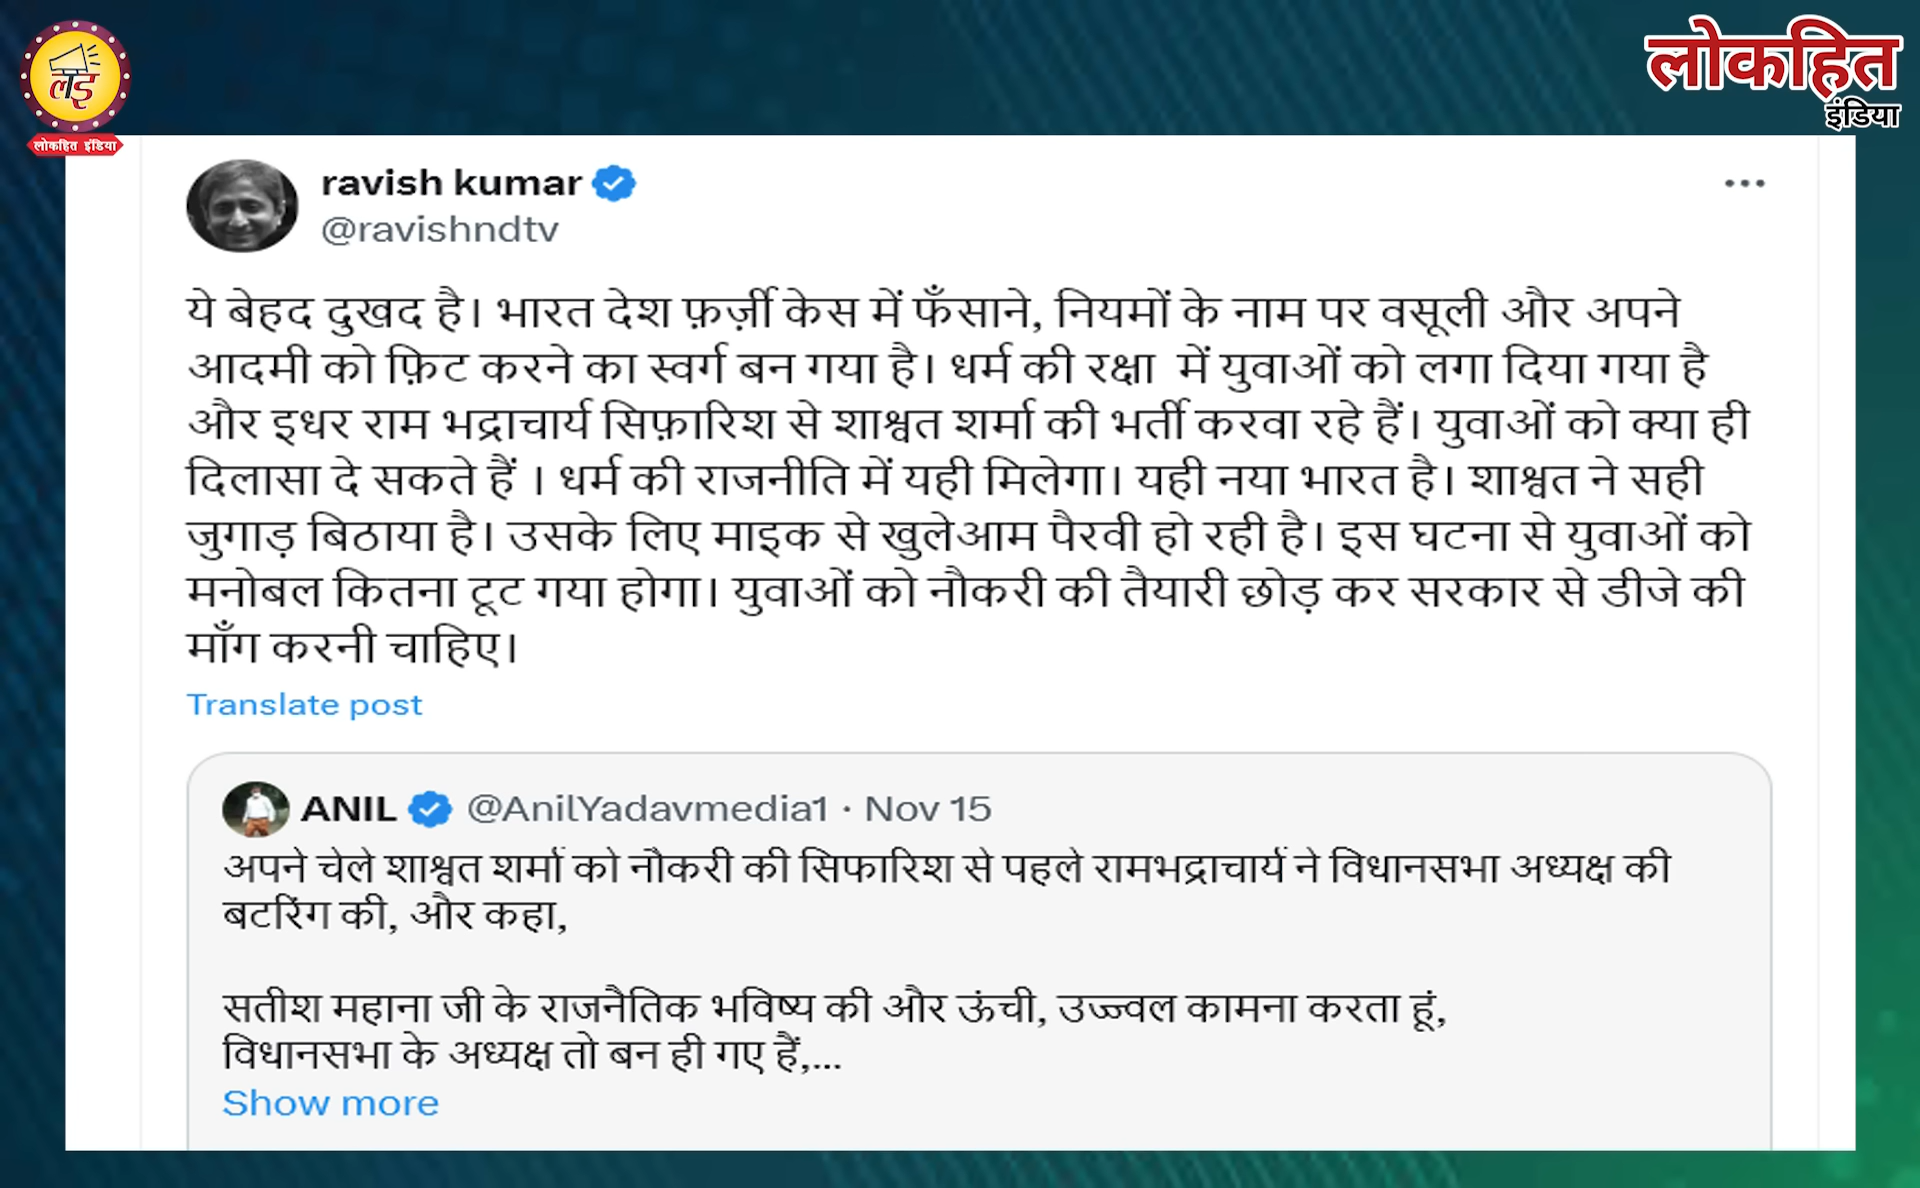 लोकहित
इंडिया
लइ
लोकहित इंडिया
ravish kumar
@ravishndtv
ये बेहद दुखद है। भारत देश फ़र्ज़ी केस में फँसाने, नियमों के नाम पर वसूली और अपने
आदमी को फ़िट करने का स्वर्ग बन गया है। धर्म की रक्षा  में युवाओं को लगा दिया गया है
और इधर राम भद्राचार्य सिफ़ारिश से शाश्वत शर्मा की भर्ती करवा रहे हैं। युवाओं को क्या ही
दिलासा दे सकते हैं । धर्म की राजनीति में यही मिलेगा। यही नया भारत है। शाश्वत ने सही
जुगाड़ बिठाया है। उसके लिए माइक से खुलेआम पैरवी हो रही है। इस घटना से युवाओं को
मनोबल कितना टूट गया होगा। युवाओं को नौकरी की तैयारी छोड़ कर सरकार से डीजे की
माँग करनी चाहिए।
Translate post
ANIL @AnilYadavmedia1 · Nov 15
अपने चेले शाश्वत शर्मा को नौकरी की सिफारिश से पहले रामभद्राचार्य ने विधानसभा अध्यक्ष की
बटरिंग की, और कहा,
सतीश महाना जी के राजनैतिक भविष्य की और ऊंची, उज्ज्वल कामना करता हूं,
विधानसभा के अध्यक्ष तो बन ही गए हैं,...
Show more